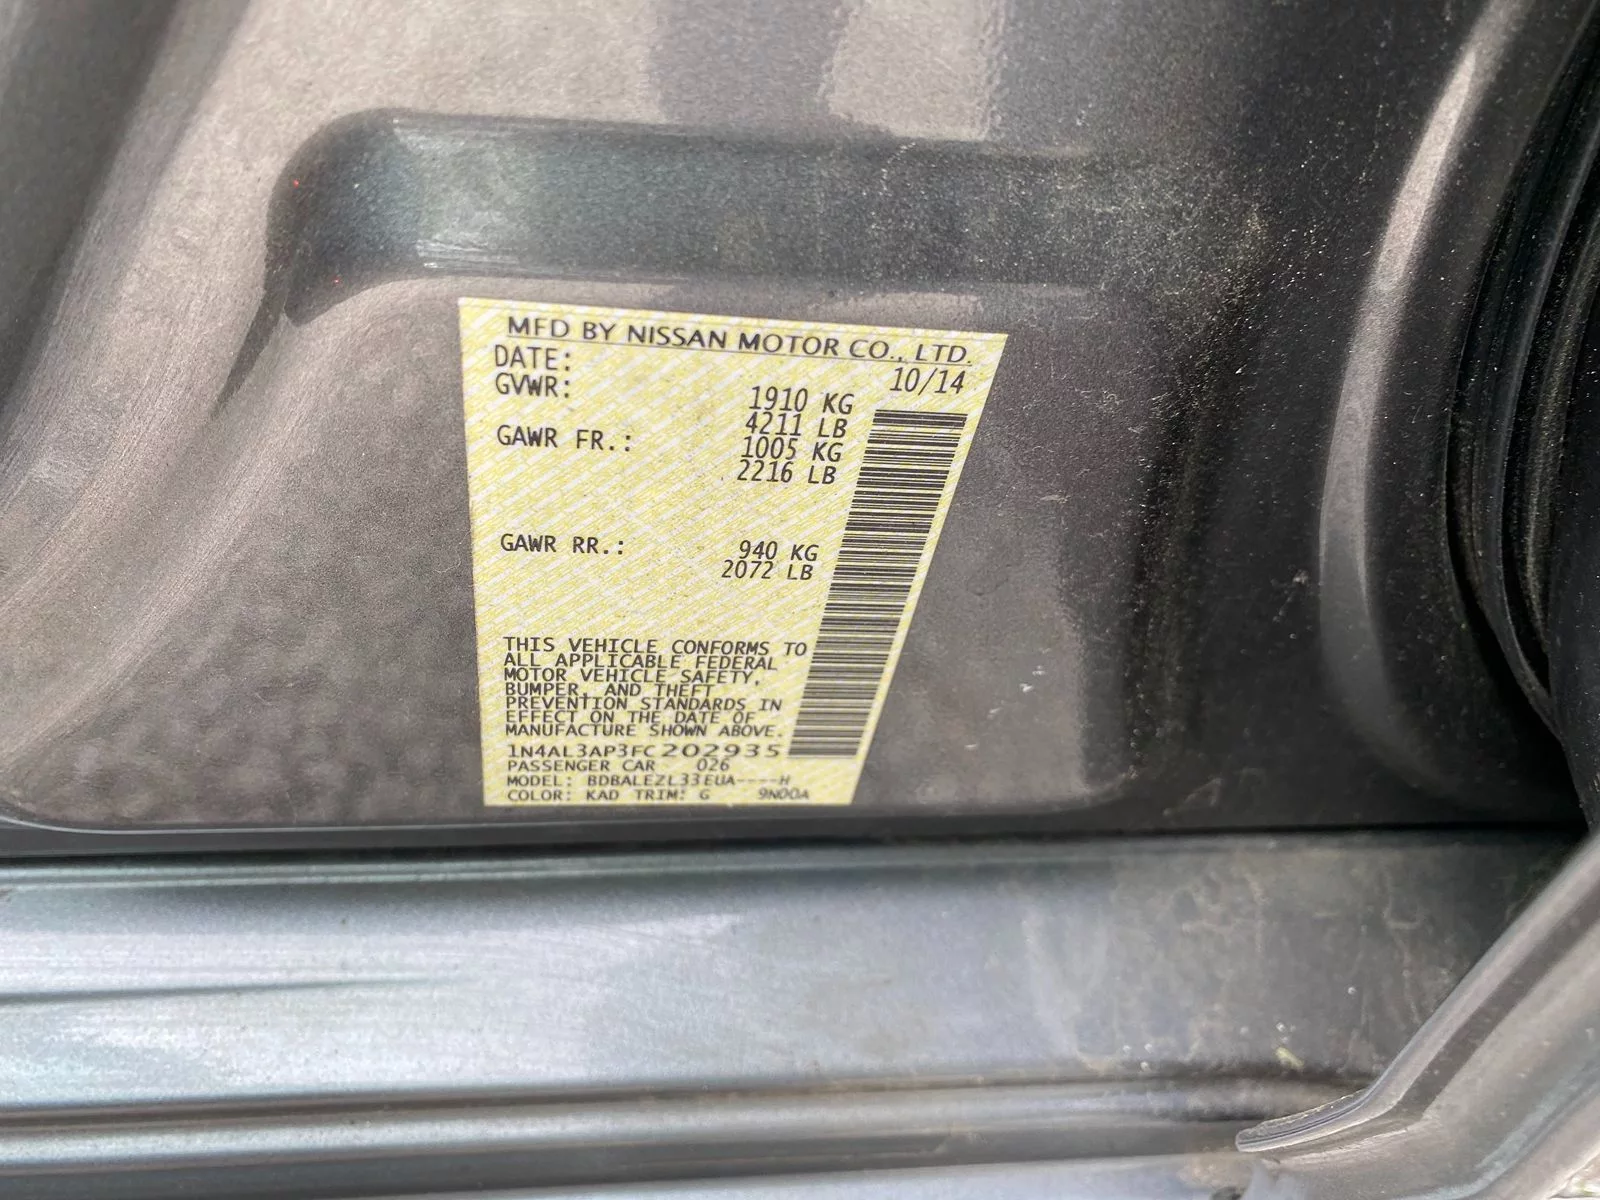 MFD BY NISSAN MOTOR CO., LTD.
DATE: 10/14
GVWR: 1910 KG
4211 LB
GAWR FR.: 1005 KG
2216 LB
GAWR RR.: 940 KG
2072 LB
THIS VEHICLE CONFORMS TO
ALL APPLICABLE FEDERAL
MOTOR VEHICLE SAFETY,
BUMPER, AND THEFT
PREVENTION STANDARDS IN
EFFECT ON THE DATE OF
MANUFACTURE SHOWN ABOVE.
1N4AL3AP3FC202935
PASSENGER CAR 026
MODEL: BDBALEZL33EUA----H
COLOR: KAD TRIM: G 9N00A